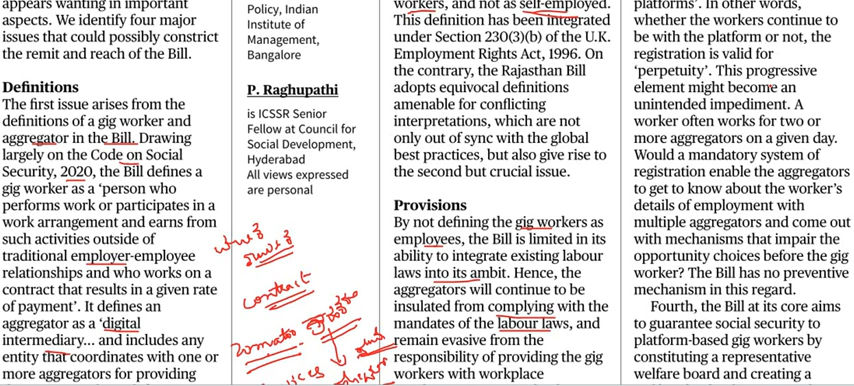 appears wanting in important
aspects. We identify four major
issues that could possibly constrict
the remit and reach of the Bill.
Definitions
The first issue arises from the
definitions of a gig worker and
aggregator in the Bill. Drawing
largely on the Code on Social
Security, 2020, the Bill defines a
gig worker as a ‘person who
performs work or participates in a
work arrangement and earns from
such activities outside of
traditional employer-employee
relationships and who works on a
contract that results in a given rate
of payment’. It defines an
aggregator as a ‘digital
intermediary... and includes any
entity that coordinates with one or
more aggregators for providing
Policy, Indian
Institute of
Management,
Bangalore
P. Raghupathi
is ICSSR Senior
Fellow at Council for
Social Development,
Hyderabad
All views expressed
are personal
contract
zomato
workers, and not as self-employed.
This definition has been integrated
under Section 230(3)(b) of the U.K.
Employment Rights Act, 1996. On
the contrary, the Rajasthan Bill
adopts equivocal definitions
amenable for conflicting
interpretations, which are not
only out of sync with the global
best practices, but also give rise to
the second but crucial issue.
Provisions
By not defining the gig workers as
employees, the Bill is limited in its
ability to integrate existing labour
laws into its ambit. Hence, the
aggregators will continue to be
insulated from complying with the
mandates of the labour laws, and
remain evasive from the
responsibility of providing the gig
workers with workplace
platforms’. In other words,
whether the workers continue to
be with the platform or not, the
registration is valid for
‘perpetuity’. This progressive
element might become an
unintended impediment. A
worker often works for two or
more aggregators on a given day.
Would a mandatory system of
registration enable the aggregators
to get to know about the worker’s
details of employment with
multiple aggregators and come out
with mechanisms that impair the
opportunity choices before the gig
worker? The Bill has no preventive
mechanism in this regard.
Fourth, the Bill at its core aims
to guarantee social security to
platform-based gig workers by
constituting a representative
welfare board and creating a